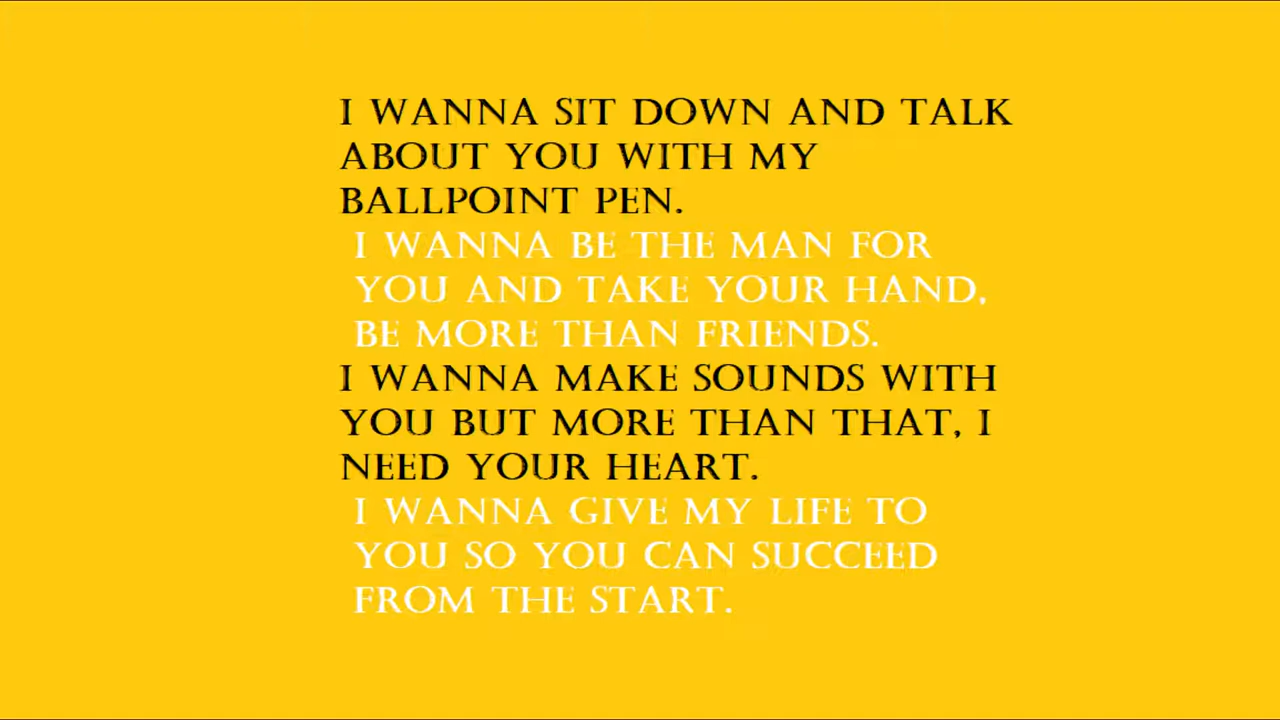 I WANNA SIT DOWN AND TALK
ABOUT YOU WITH MY
BALLPOINT PEN.
I WANNA BE THE MAN FOR
YOU AND TAKE YOUR HAND,
BE MORE THAN FRIENDS.
I WANNA MAKE SOUNDS WITH
YOU BUT MORE THAN THAT, I
NEED YOUR HEART.
I WANNA GIVE MY LIFE TO
YOU SO YOU CAN SUCCEED
FROM THE START.